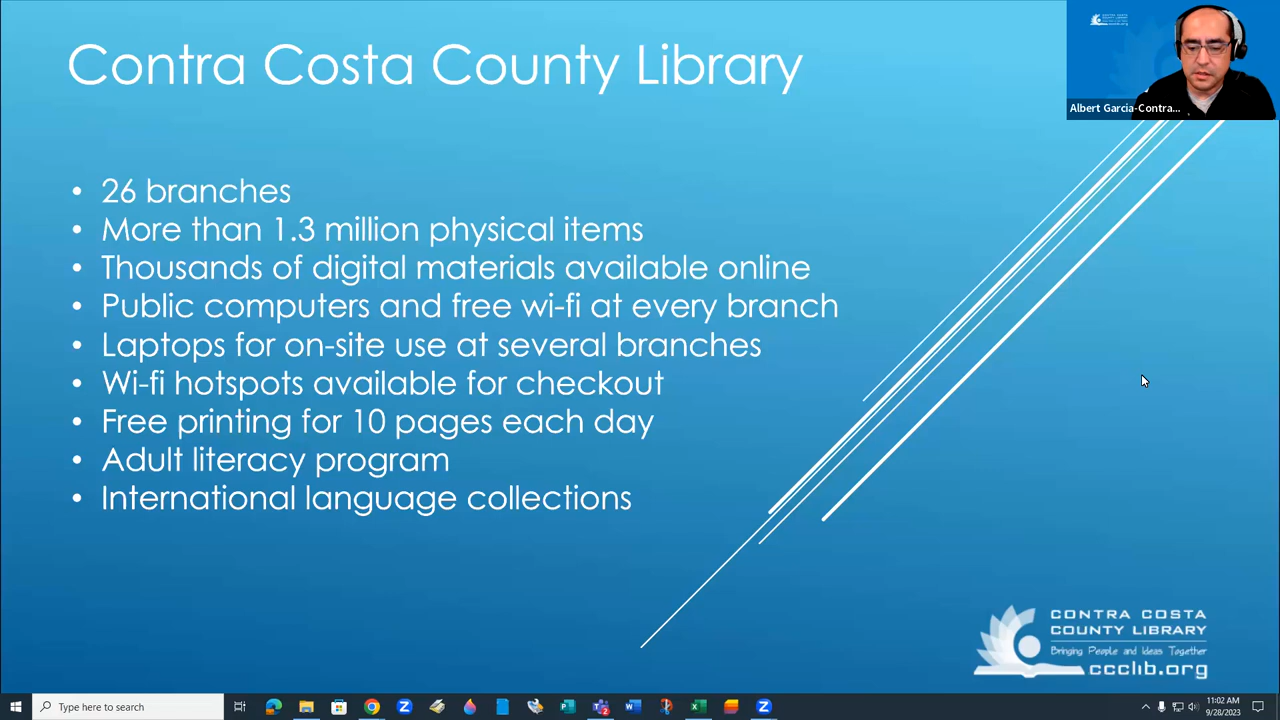 Contra Costa County Library
• 26 branches
• More than 1.3 million physical items
• Thousands of digital materials available online
• Public computers and free wi-fi at every branch
• Laptops for on-site use at several branches
• Wi-fi hotspots available for checkout
• Free printing for 10 pages each day
• Adult literacy program
• International language collections
Albert Garcia-Contra...
CONTRA COSTA
COUNTY LIBRARY
Bringing People and Ideas Together
ccclib.org
Type here to search
11:02 AM
9/28/2023